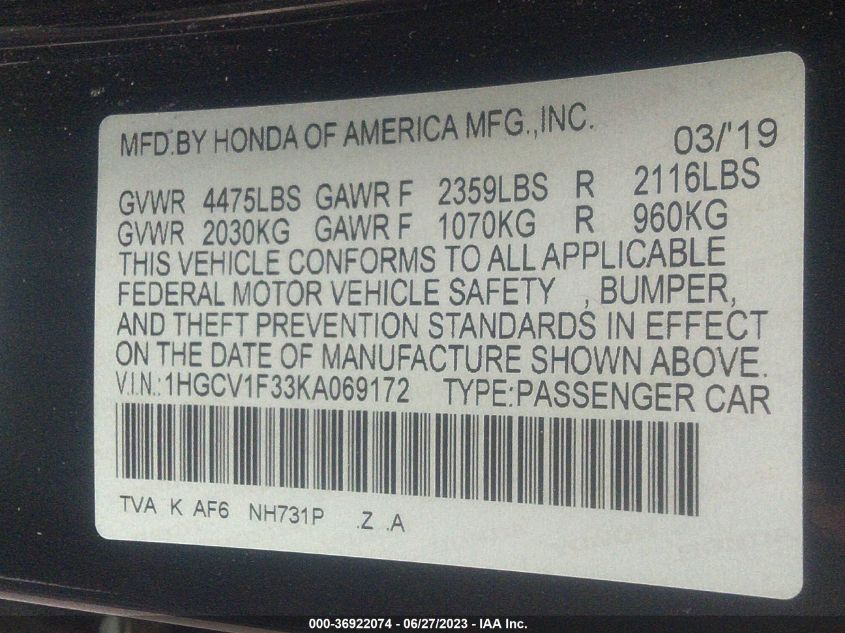 MFD.BY HONDA OF AMERICA MFG.,INC. 03/'19
GVWR 4475LBS GAWR F 2359LBS R 2116LBS
GVWR 2030KG GAWR F 1070KG R 960KG
THIS VEHICLE CONFORMS TO ALL APPLICABLE
FEDERAL MOTOR VEHICLE SAFETY , BUMPER,
AND THEFT PREVENTION STANDARDS IN EFFECT
ON THE DATE OF MANUFACTURE SHOWN ABOVE.
V.I.N.:1HGCV1F33KA069172 TYPE:PASSENGER CAR
TVA K AF6 NH731P .Z .A
000-36922074 - 06/27/2023 - IAA Inc.